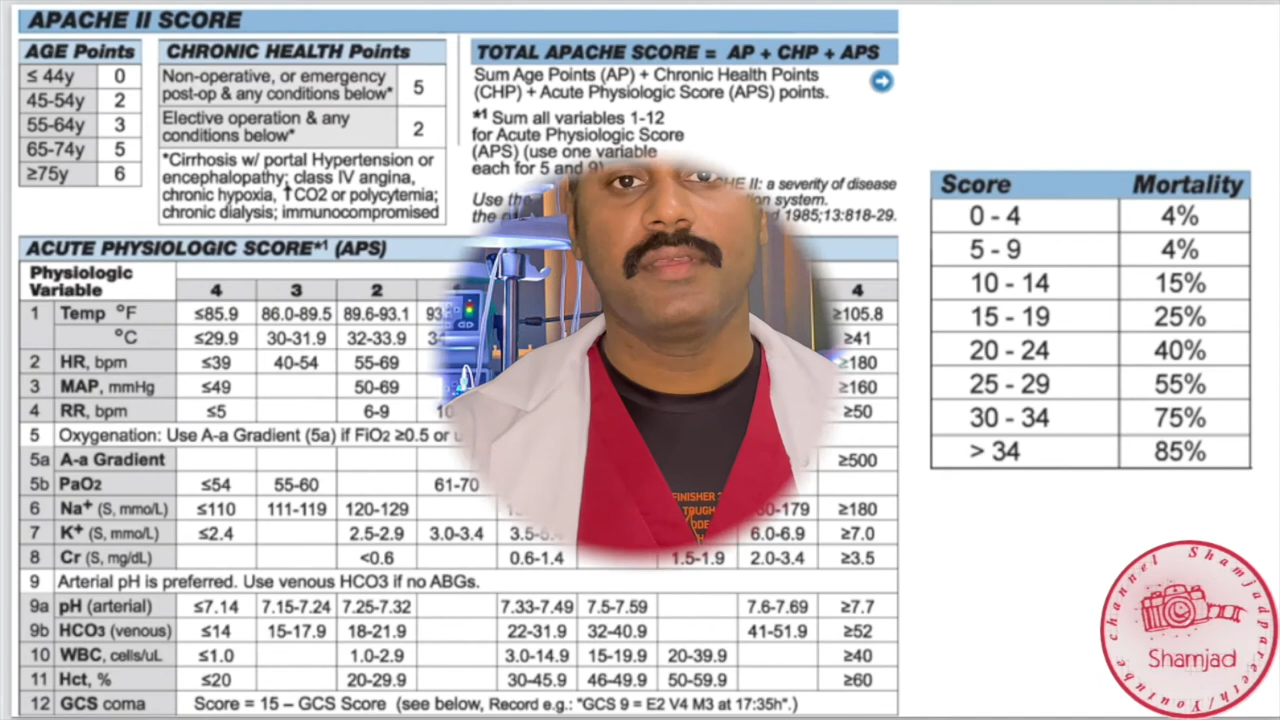 APACHE II SCORE
AGE Points
≤ 44y 0
45-54y 2
55-64y 3
65-74y 5
≥75y 6
CHRONIC HEALTH Points
Non-operative, or emergency
post-op & any conditions below* 5
Elective operation & any
conditions below* 2
*Cirrhosis w/ portal Hypertension or
encephalopathy; class IV angina,
chronic hypoxia, ↑CO2 or polycytemia;
chronic dialysis; immunocompromised
TOTAL APACHE SCORE = AP + CHP + APS
Sum Age Points (AP) + Chronic Health Points
(CHP) + Acute Physiologic Score (APS) points.
*1 Sum all variables 1-12
for Acute Physiologic Score
(APS) (use one variable
each for 5 and 9)
II: a severity of disease
Use
system.
the
1985;13:818-29.
ACUTE PHYSIOLOGIC SCORE*1 (APS)
Physiologic
Variable 4 3 2 4
1 Temp °F ≤85.9 86.0-89.5 89.6-93.1 ≥105.8
°C ≤29.9 30-31.9 32-33.9 ≥41
2 HR, bpm ≤39 40-54 55-69 ≥180
3 MAP, mmHg ≤49 50-69 ≥160
4 RR, bpm ≤5 6-9 ≥50
5 Oxygenation: Use A-a Gradient (5a) if FiO2 ≥0.5 or
5a A-a Gradient ≥500
5b PaO2 ≤54 55-60 61-70
6 Na+ (S, mmo/L) ≤110 111-119 120-129 ≥180
7 K+ (S, mmo/L) ≤2.4 2.5-2.9 3.0-3.4 6.0-6.9 ≥7.0
8 Cr (S, mg/dL) <0.6 0.6-1.4 1.5-1.9 2.0-3.4 ≥3.5
9 Arterial pH is preferred. Use venous HCO3 if no ABGs.
9a pH (arterial) ≤7.14 7.15-7.24 7.25-7.32 7.33-7.49 7.5-7.59 7.6-7.69 ≥7.7
9b HCO3 (venous) ≤14 15-17.9 18-21.9 22-31.9 32-40.9 41-51.9 ≥52
10 WBC, cells/uL ≤1.0 1.0-2.9 3.0-14.9 15-19.9 20-39.9 ≥40
11 Hct, % ≤20 20-29.9 30-45.9 46-49.9 50-59.9 ≥60
12 GCS coma Score = 15 – GCS Score (see below, Record e.g.: "GCS 9 = E2 V4 M3 at 17:35h".)
FINISHER
TOUGH
Score Mortality
0 - 4 4%
5 - 9 4%
10 - 14 15%
15 - 19 25%
20 - 24 40%
25 - 29 55%
30 - 34 75%
> 34 85%
Shamjadpareeth/Youtube channel
Shamjad